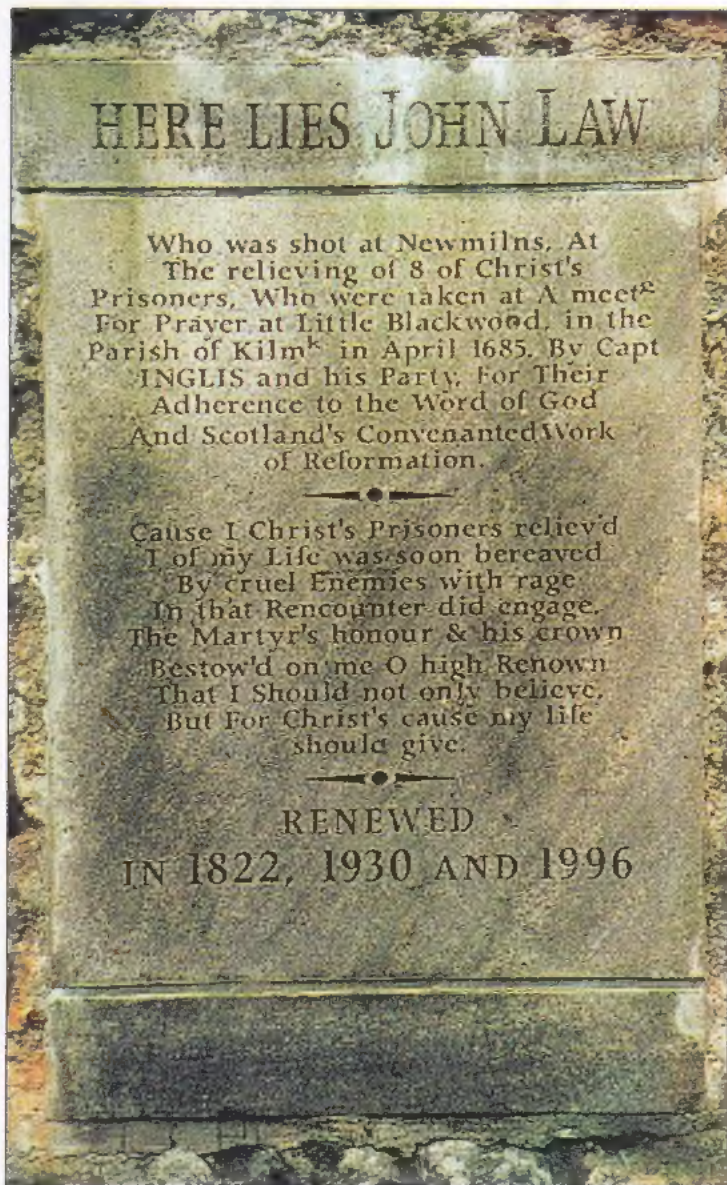 HERE LIES JOHN LAW
Who was shot at Newmilns, At
The relieving of 8 of Christ's
Prisoners, Who were taken at A meetg
For Prayer at Little Blackwood, in the
Parish of Kilmk in April 1685, By Capt
INGLIS and his Party, For Their
Adherence to the Word of God
And Scotland's Convenanted Work
of Reformation.
Cause I Christ's Prisoners reliev'd
I of my Life was soon bereaved
By cruel Enemies with rage
In that Rencounter did engage.
The Martyr's honour & his crown
Bestow'd on me O high Renown
That I Should not only believe,
But For Christ's cause my life
should give.
RENEWED
IN 1822, 1930 AND 1996